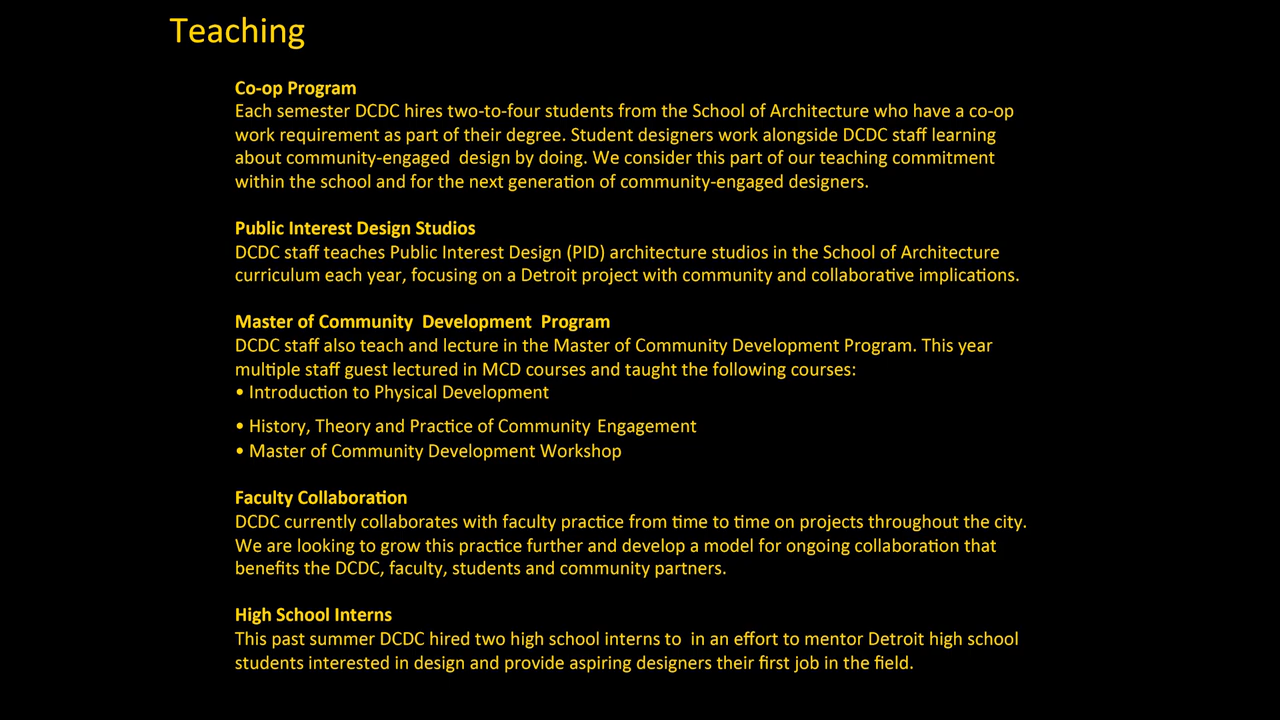 Teaching
Co-op Program
Each semester DCDC hires two-to-four students from the School of Architecture who have a co-op
work requirement as part of their degree. Student designers work alongside DCDC staff learning
about community-engaged  design by doing. We consider this part of our teaching commitment
within the school and for the next generation of community-engaged designers.
Public Interest Design Studios
DCDC staff teaches Public Interest Design (PID) architecture studios in the School of Architecture
curriculum each year, focusing on a Detroit project with community and collaborative implications.
Master of Community  Development  Program
DCDC staff also teach and lecture in the Master of Community Development Program. This year
multiple staff guest lectured in MCD courses and taught the following courses:
• Introduction to Physical Development
• History, Theory and Practice of Community Engagement
• Master of Community Development Workshop
Faculty Collaboration
DCDC currently collaborates with faculty practice from time to time on projects throughout the city.
We are looking to grow this practice further and develop a model for ongoing collaboration that
benefits the DCDC, faculty, students and community partners.
High School Interns
This past summer DCDC hired two high school interns to  in an effort to mentor Detroit high school
students interested in design and provide aspiring designers their first job in the field.